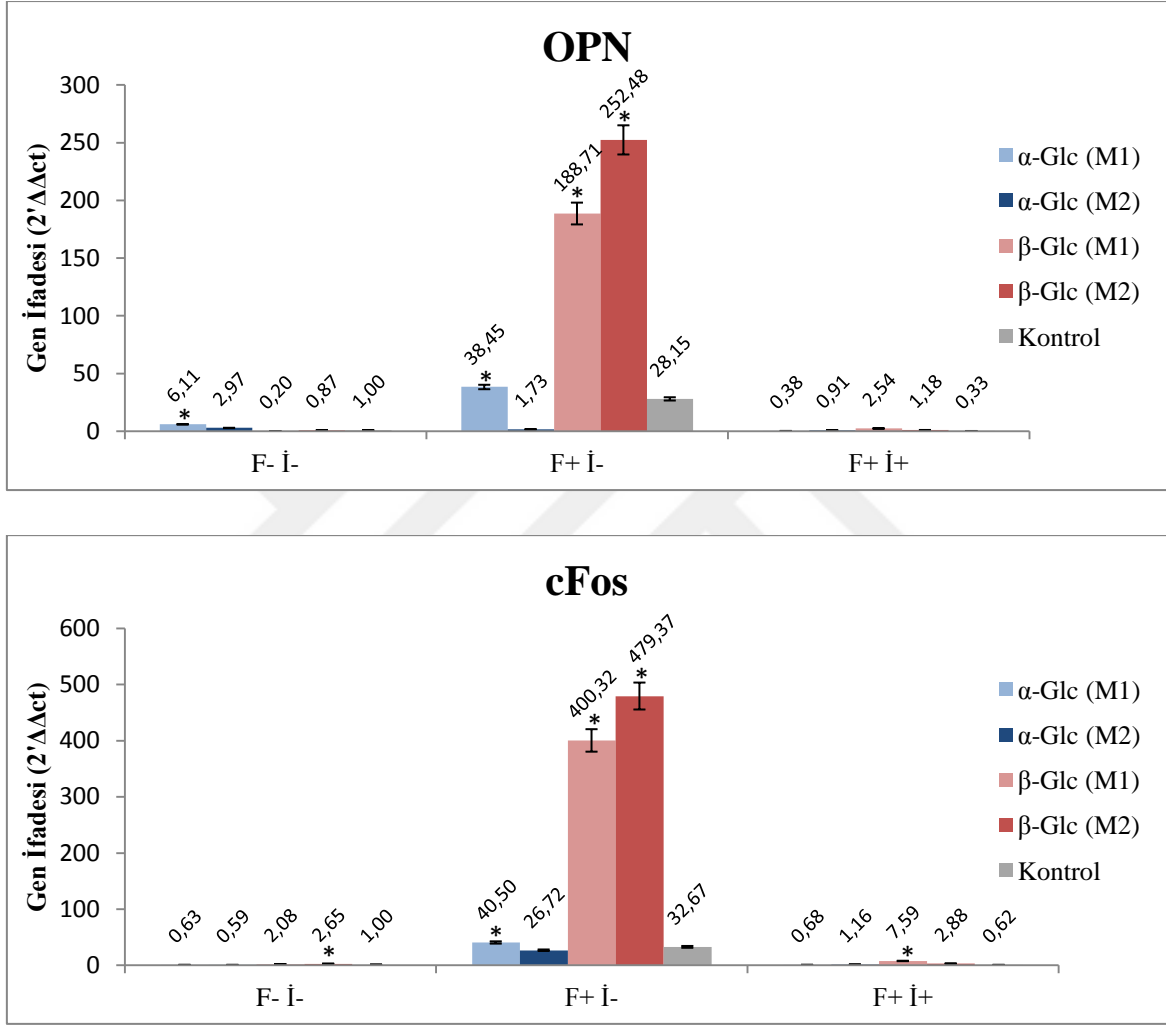 OPN
Gen İfadesi (2'ΔΔct)
300
250
200
150
100
50
0
6,11
2,97
0,20
0,87
1,00
38,45
1,73
188,71
252,48
28,15
0,38
0,91
2,54
1,18
0,33
*
*
*
*
F- İ-
F+ İ-
F+ İ+
α-Glc (M1)
α-Glc (M2)
β-Glc (M1)
β-Glc (M2)
Kontrol
cFos
Gen İfadesi (2'ΔΔct)
600
500
400
300
200
100
0
0,63
0,59
2,08
2,65
1,00
40,50
26,72
400,32
479,37
32,67
0,68
1,16
7,59
2,88
0,62
*
*
*
*
*
F- İ-
F+ İ-
F+ İ+
α-Glc (M1)
α-Glc (M2)
β-Glc (M1)
β-Glc (M2)
Kontrol